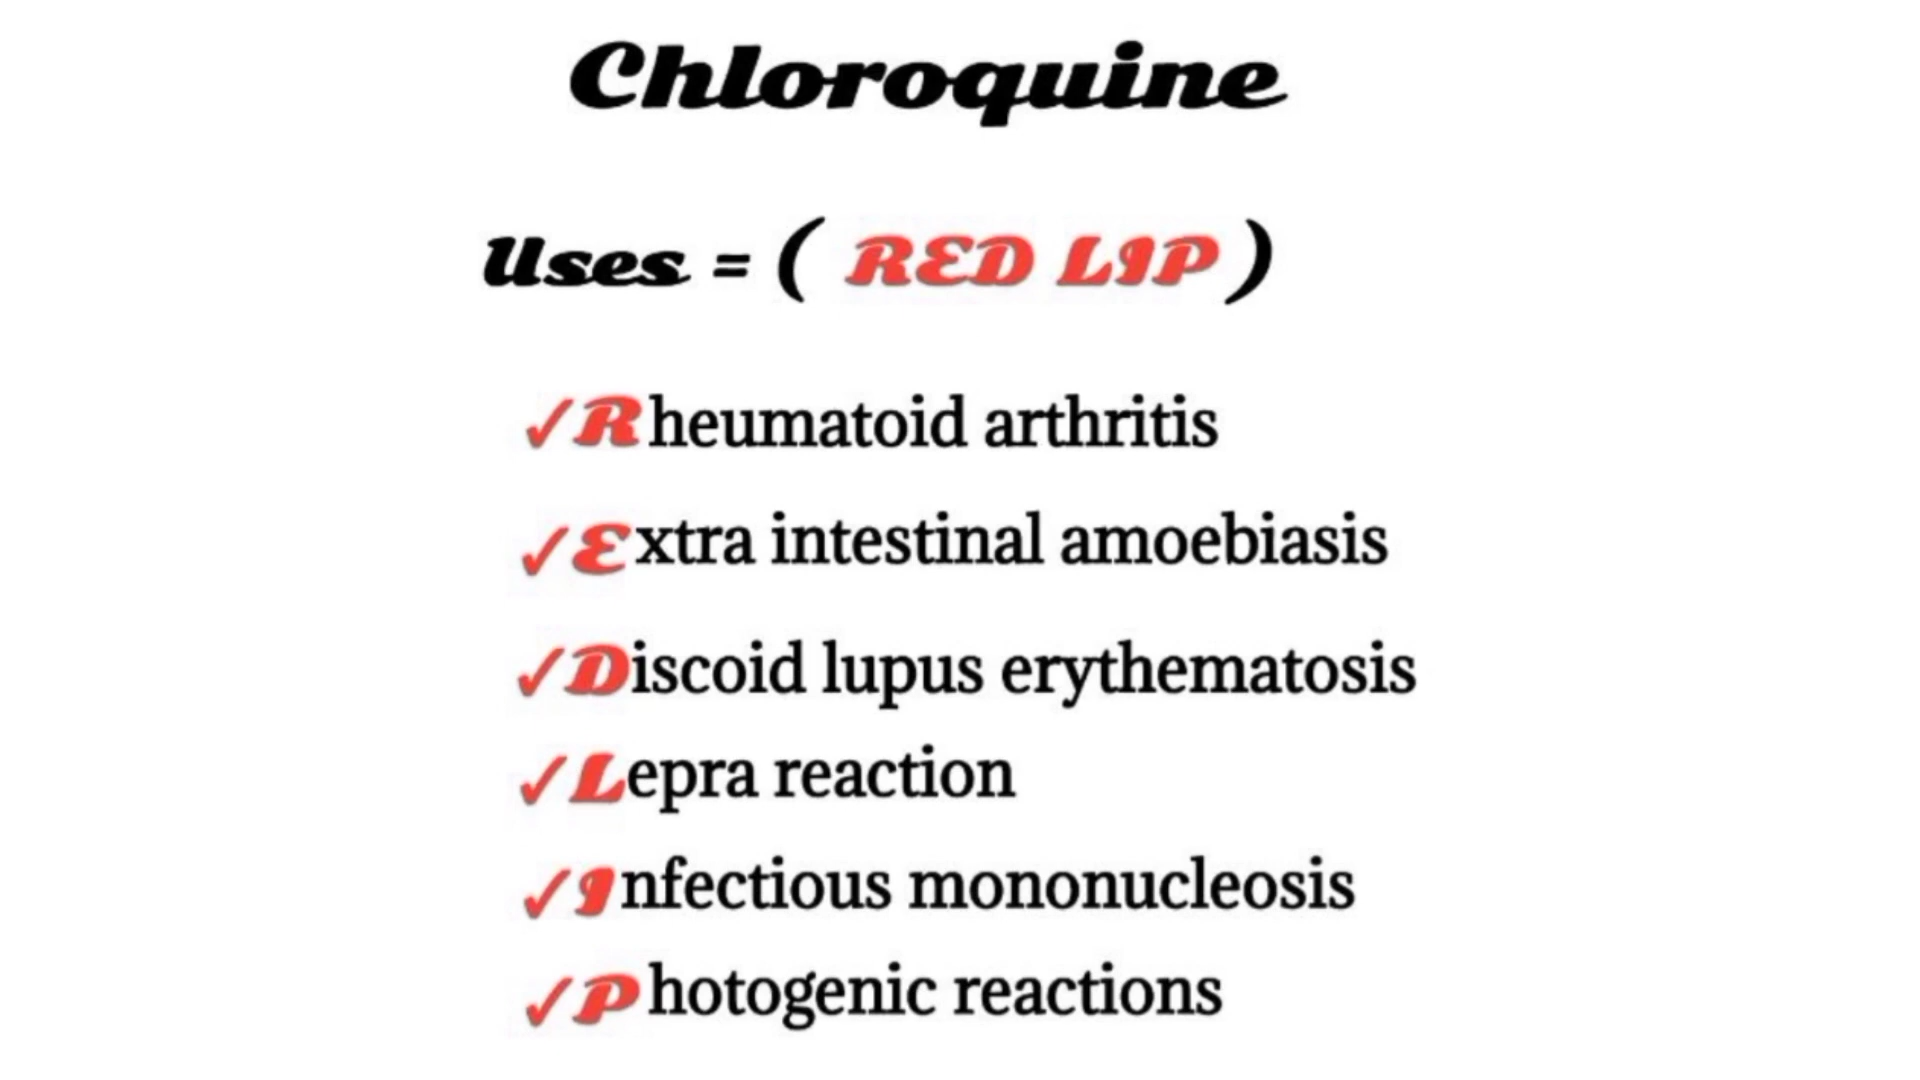 Chloroquine
Uses = ( RED LIP )
✓Rheumatoid arthritis
✓Extra intestinal amoebiasis
✓Discoid lupus erythematosis
✓Lepra reaction
✓Infectious mononucleosis
✓Photogenic reactions